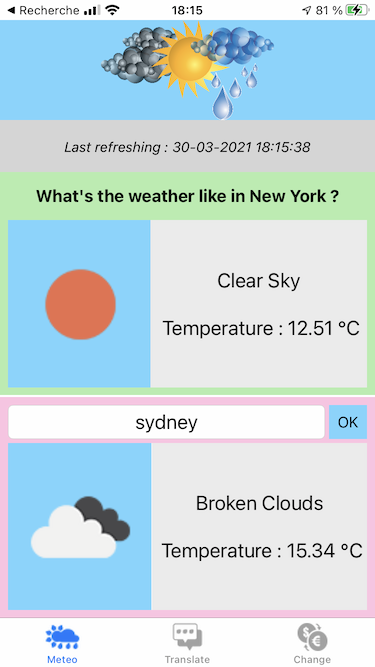 ◀ Recherche 18:15 81 %
Last refreshing : 30-03-2021 18:15:38
What's the weather like in New York ?
Clear Sky
Temperature : 12.51 °C
sydney OK
Broken Clouds
Temperature : 15.34 °C
$ €
Meteo Translate Change